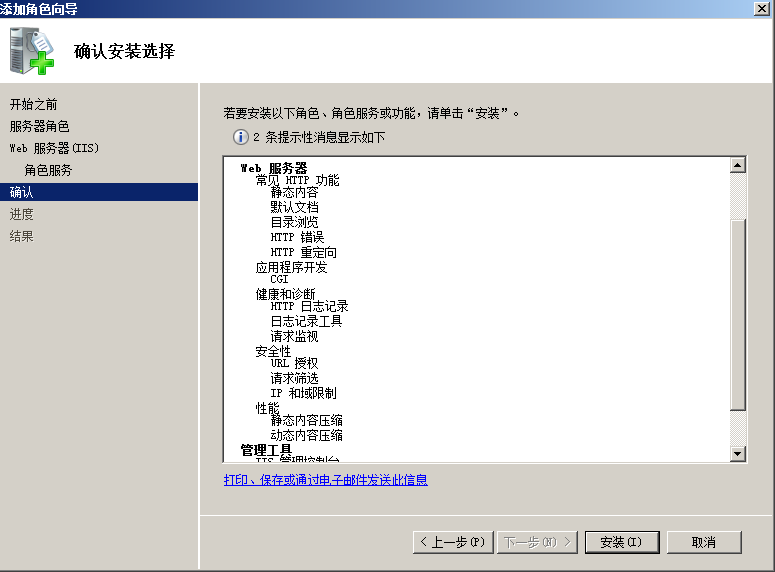 添加角色向导
确认安装选择
开始之前
服务器角色
Web 服务器(IIS)
角色服务
确认
进度
结果
若要安装以下角色、角色服务或功能，请单击“安装”。
2 条提示性消息显示如下
Web 服务器
常见 HTTP 功能
静态内容
默认文档
目录浏览
HTTP 错误
HTTP 重定向
应用程序开发
CGI
健康和诊断
HTTP 日志记录
日志记录工具
请求监视
安全性
URL 授权
请求筛选
IP 和域限制
性能
静态内容压缩
动态内容压缩
管理工具
IIS 管理控制台
打印、保存或通过电子邮件发送此信息
< 上一步(P) 下一步(N) > 安装(I) 取消